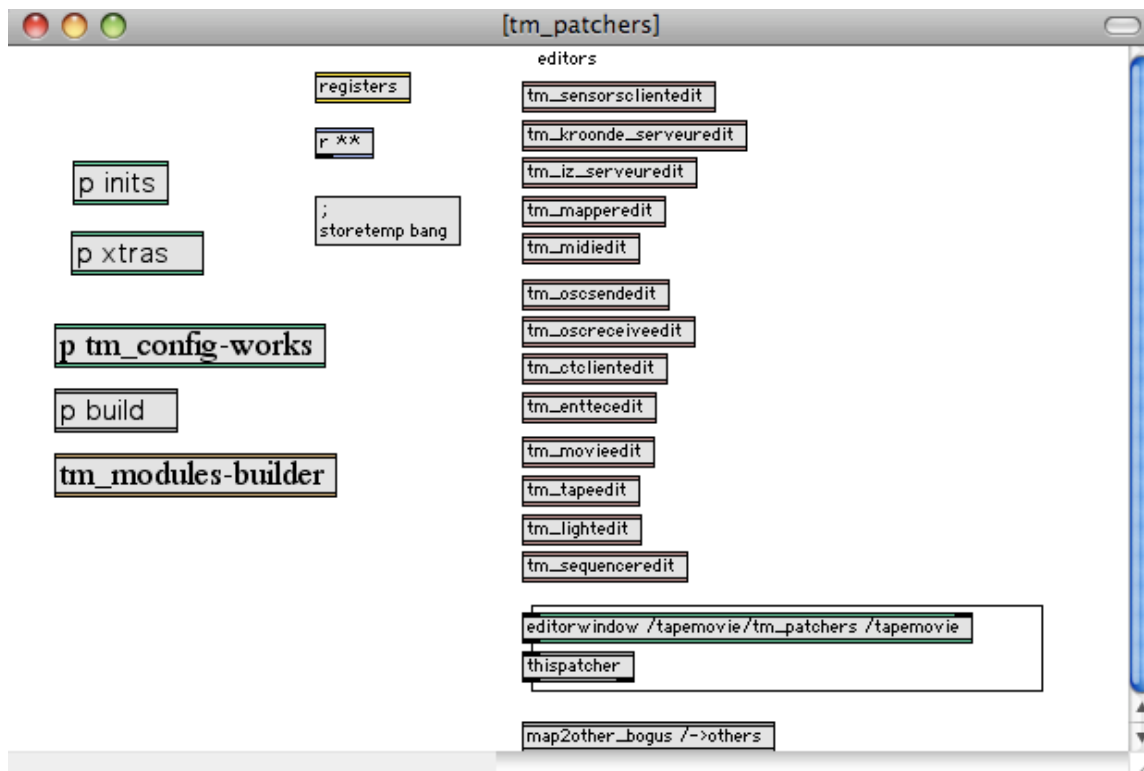 [tm_patchers]
registers
r **
;
storetemp bang
p inits
p xtras
p tm_config-works
p build
tm_modules-builder
editors
tm_sensorsclientedit
tm_kroonde_serveuredit
tm_iz_serveuredit
tm_mapperedit
tm_midiedit
tm_oscsendedit
tm_oscreceiveedit
tm_ctclientedit
tm_enttecedit
tm_movieedit
tm_tapeedit
tm_lightedit
tm_sequenceredit
editorwindow /tapemovie/tm_patchers /tapemovie
thispatcher
map2other_bogus /->others